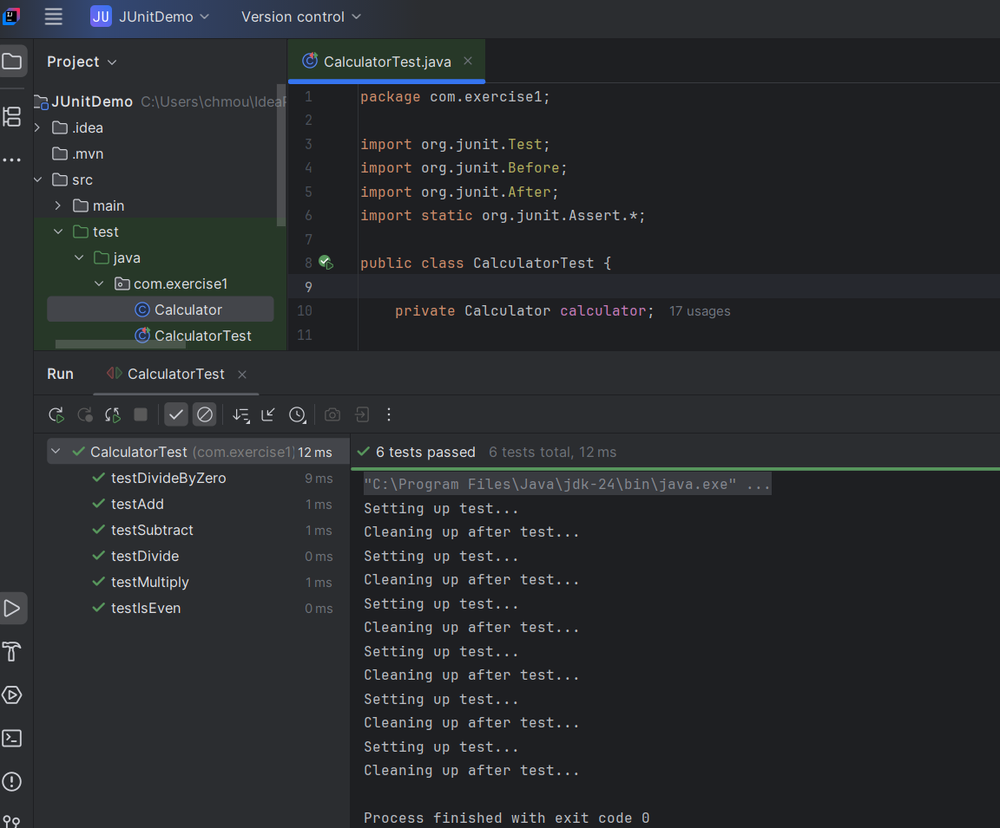 JU JUnitDemo Version control
Project
CalculatorTest.java
JUnitDemo C:\Users\chmou\IdeaP
.idea
.mvn
src
main
test
java
com.exercise1
Calculator
CalculatorTest
1 package com.exercise1;
2
3 import org.junit.Test;
4 import org.junit.Before;
5 import org.junit.After;
6 import static org.junit.Assert.*;
7
8 public class CalculatorTest {
9
10 private Calculator calculator; 17 usages
11
Run CalculatorTest
CalculatorTest (com.exercise1) 12 ms
testDivideByZero 9 ms
testAdd 1 ms
testSubtract 1 ms
testDivide 0 ms
testMultiply 1 ms
testIsEven 0 ms
6 tests passed 6 tests total, 12 ms
"C:\Program Files\Java\jdk-24\bin\java.exe" ...
Setting up test...
Cleaning up after test...
Setting up test...
Cleaning up after test...
Setting up test...
Cleaning up after test...
Setting up test...
Cleaning up after test...
Setting up test...
Cleaning up after test...
Setting up test...
Cleaning up after test...
Process finished with exit code 0